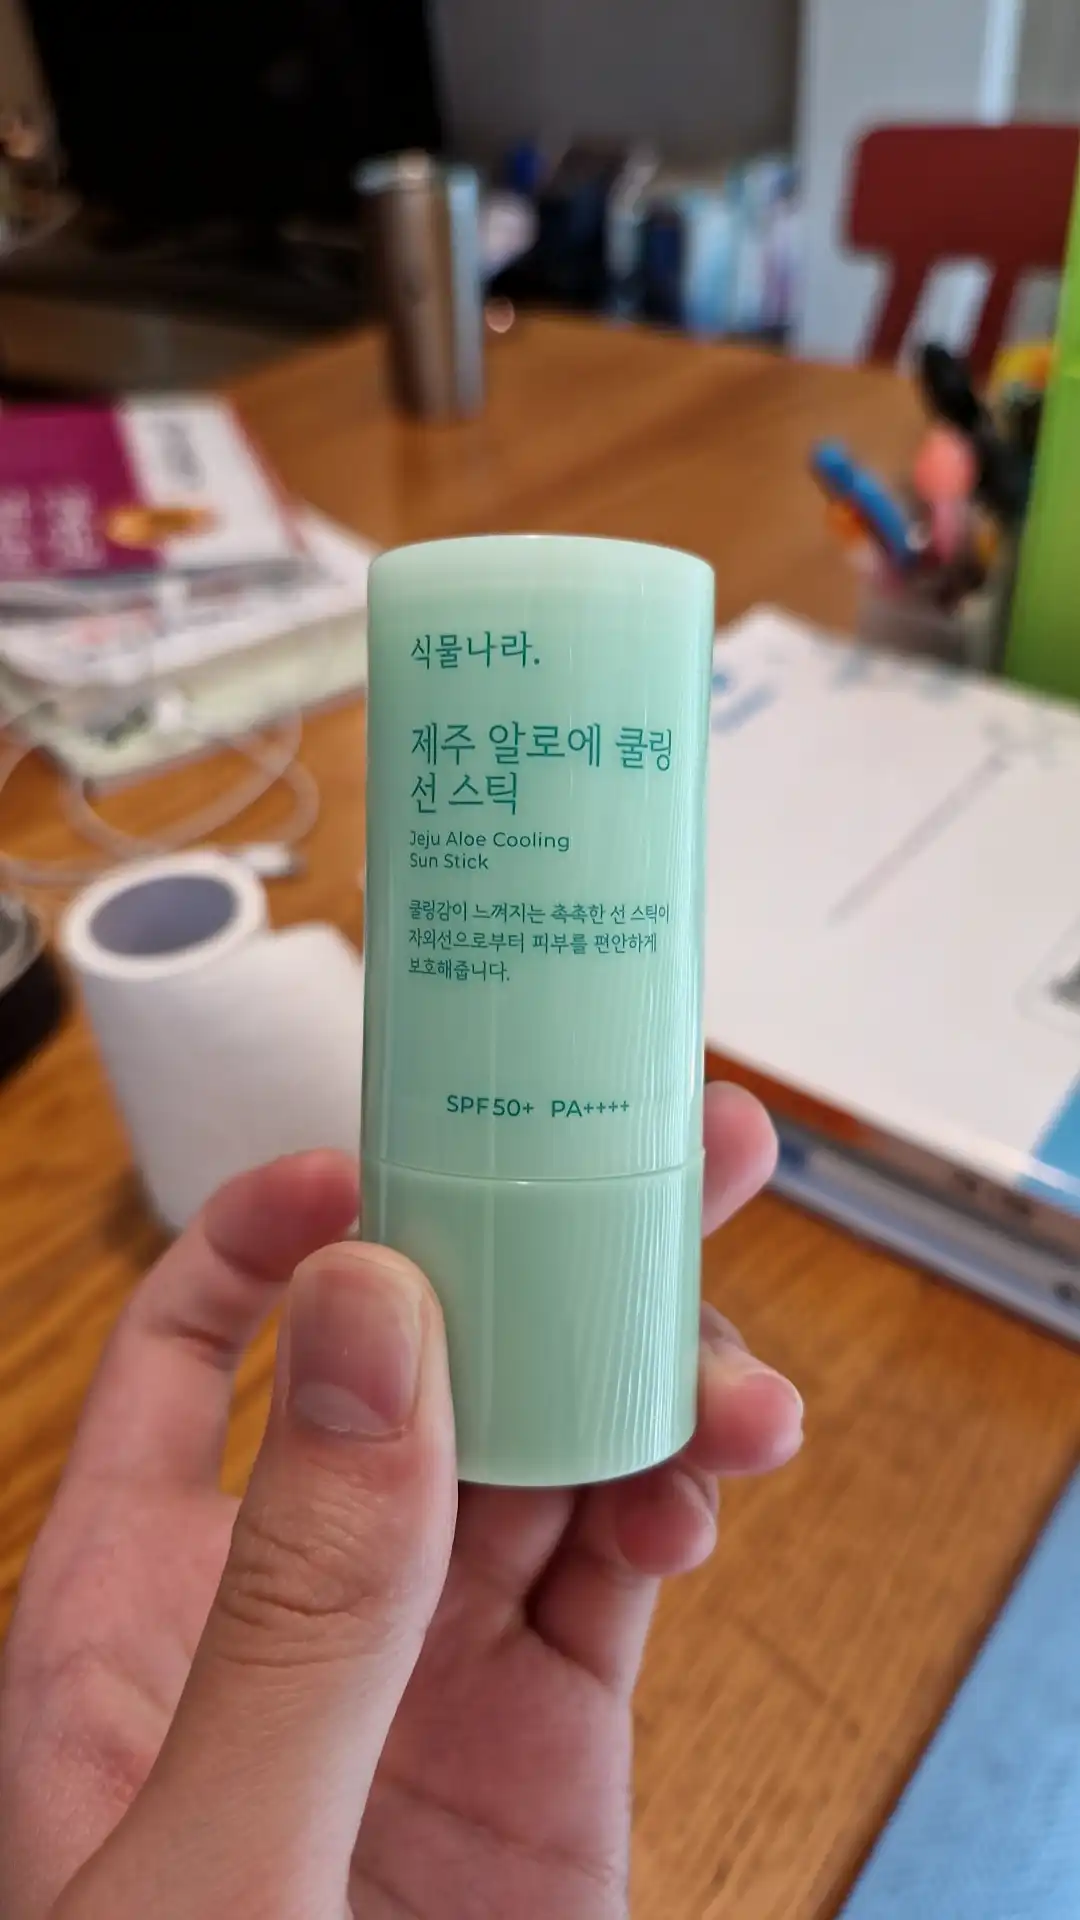 식물나라.
제주 알로에 쿨링
선 스틱
Jeju Aloe Cooling
Sun Stick
쿨링감이 느껴지는 촉촉한 선 스틱이
자외선으로부터 피부를 편안하게
보호해줍니다.
SPF50+ PA++++